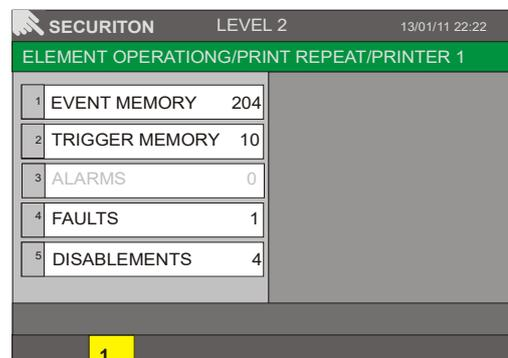 SECURITON LEVEL 2 13/01/11 22:22
ELEMENT OPERATIONG/PRINT REPEAT/PRINTER 1
1 EVENT MEMORY 204
2 TRIGGER MEMORY 10
3 ALARMS 0
4 FAULTS 1
5 DISABLEMENTS 4
1